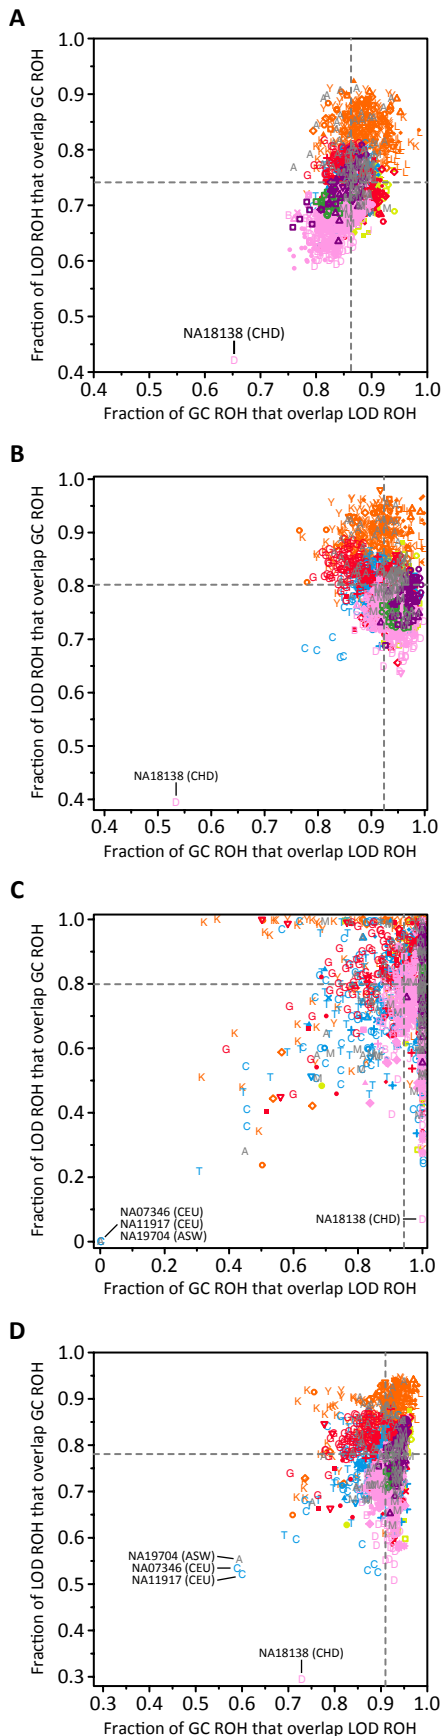 A
1.0
0.9
0.8
0.7
0.6
0.5
0.4
Fraction of LOD ROH that overlap GC ROH
NA18138 (CHD)
D
0.4 0.5 0.6 0.7 0.8 0.9 1.0
Fraction of GC ROH that overlap LOD ROH
B
1.0
0.9
0.8
0.7
0.6
0.5
0.4
Fraction of LOD ROH that overlap GC ROH
NA18138 (CHD)
D
0.4 0.5 0.6 0.7 0.8 0.9 1.0
Fraction of GC ROH that overlap LOD ROH
C
1.0
0.8
0.6
0.4
0.2
0
Fraction of LOD ROH that overlap GC ROH
NA07346 (CEU)
NA11917 (CEU)
NA19704 (ASW)
NA18138 (CHD)
D
0 0.2 0.4 0.6 0.8 1.0
Fraction of GC ROH that overlap LOD ROH
D
1.0
0.9
0.8
0.7
0.6
0.5
0.4
0.3
Fraction of LOD ROH that overlap GC ROH
NA19704 (ASW) A
NA07346 (CEU) C
NA11917 (CEU) C
NA18138 (CHD)
D
0.3 0.4 0.5 0.6 0.7 0.8 0.9 1.0
Fraction of GC ROH that overlap LOD ROH